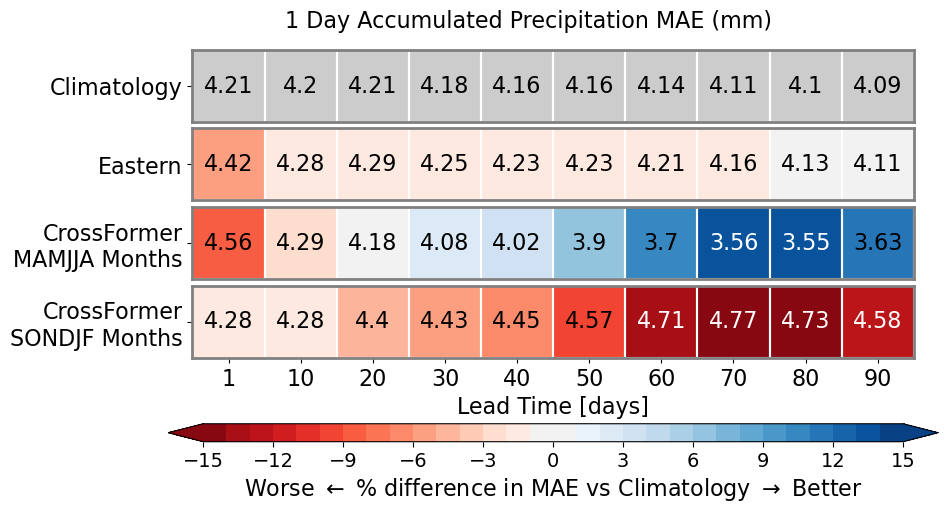 1 Day Accumulated Precipitation MAE (mm)
Climatology 4.21 4.2 4.21 4.18 4.16 4.16 4.14 4.11 4.1 4.09
Eastern 4.42 4.28 4.29 4.25 4.23 4.23 4.21 4.16 4.13 4.11
CrossFormer
MAMJJA Months 4.56 4.29 4.18 4.08 4.02 3.9 3.7 3.56 3.55 3.63
CrossFormer
SONDJF Months 4.28 4.28 4.4 4.43 4.45 4.57 4.71 4.77 4.73 4.58
1 10 20 30 40 50 60 70 80 90
Lead Time [days]
−15 −12 −9 −6 −3 0 3 6 9 12 15
Worse ← % difference in MAE vs Climatology → Better